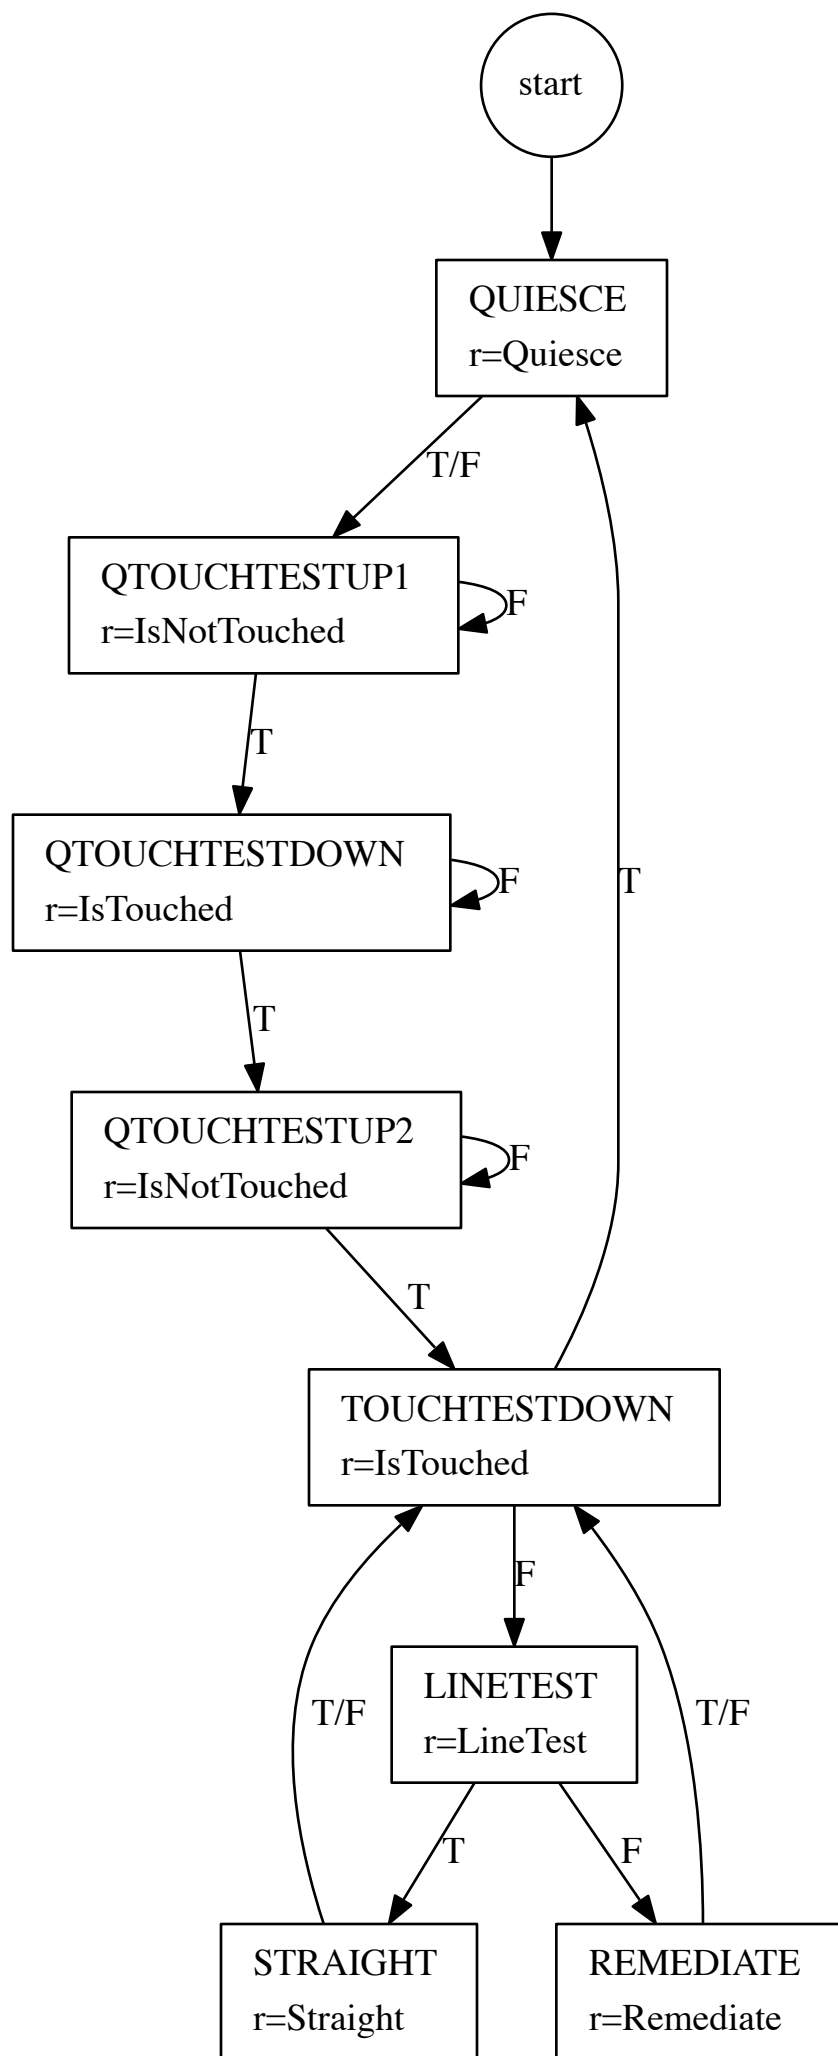 start
QUIESCE
r=Quiesce
T/F
QTOUCHTESTUP1
r=IsNotTouched
F
T
QTOUCHTESTDOWN
r=IsTouched
F
T
T
QTOUCHTESTUP2
r=IsNotTouched
F
T
TOUCHTESTDOWN
r=IsTouched
F
LINETEST
r=LineTest
T/F
T/F
T
F
STRAIGHT
r=Straight
REMEDIATE
r=Remediate